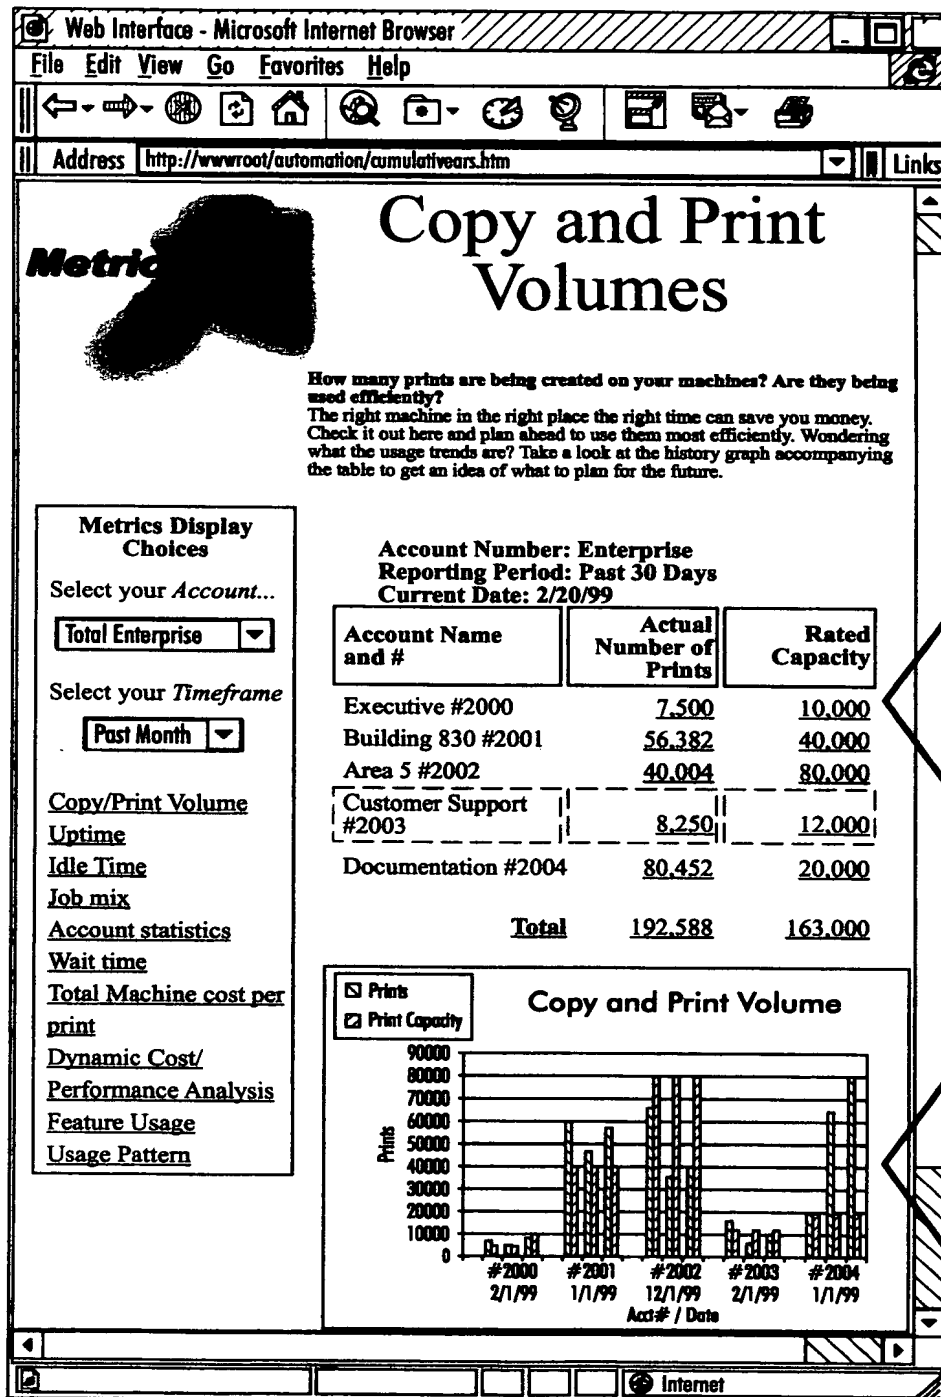 Web Interface - Microsoft Internet Browser
File Edit View Go Favorites Help
Address http://wwwroot/automation/cumulativears.htm Links
Metric
Copy and Print
Volumes
How many prints are being created on your machines? Are they being
used efficiently?
The right machine in the right place the right time can save you money.
Check it out here and plan ahead to use them most efficiently. Wondering
what the usage trends are? Take a look at the history graph accompanying
the table to get an idea of what to plan for the future.
Metrics Display
Choices
Select your Account...
Total Enterprise
Select your Timeframe
Past Month
Copy/Print Volume
Uptime
Idle Time
Job mix
Account statistics
Wait time
Total Machine cost per
print
Dynamic Cost/
Performance Analysis
Feature Usage
Usage Pattern
Account Number: Enterprise
Reporting Period: Past 30 Days
Current Date: 2/20/99
Account Name
and #
Actual
Number of
Prints
Rated
Capacity
Executive #2000 7,500 10,000
Building 830 #2001 56,382 40,000
Area 5 #2002 40,004 80,000
Customer Support
#2003 8,250 12,000
Documentation #2004 80,452 20,000
Total 192,588 163,000
Prints
Print Capacity
Copy and Print Volume
90000
80000
70000
60000
50000
40000
30000
20000
10000
0
Prints
#2000 #2001 #2002 #2003 #2004
2/1/99 1/1/99 12/1/99 2/1/99 1/1/99
Acct# / Date
Internet